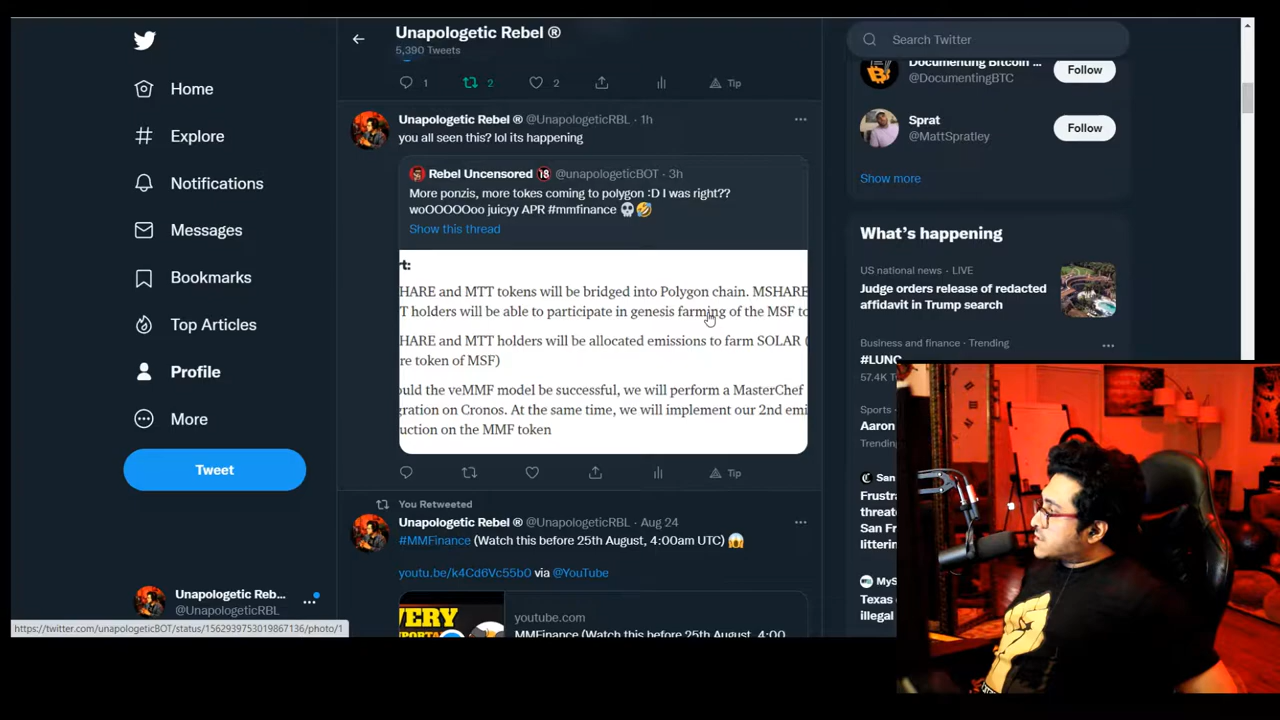 Unapologetic Rebel ®
5,390 Tweets
Search Twitter
Home
Explore
Notifications
Messages
Bookmarks
Top Articles
Profile
More
Tweet
Unapologetic Reb...
@UnapologeticRBL
https://twitter.com/unapologeticBOT/status/1562939753019867136/photo/1
1 2 2 Tip
Unapologetic Rebel ® @UnapologeticRBL · 1h
you all seen this? lol its happening
Rebel Uncensored 18 @unapologeticBOT · 3h
More ponzis, more tokes coming to polygon :D I was right??
woOOOOOoo juicyy APR #mmfinance 💀🤣
Show this thread
rt:
HARE and MTT tokens will be bridged into Polygon chain. MSHARE
T holders will be able to participate in genesis farming of the MSF to
HARE and MTT holders will be allocated emissions to farm SOLAR (
re token of MSF)
ould the veMMF model be successful, we will perform a MasterChef
gration on Cronos. At the same time, we will implement our 2nd emi
uction on the MMF token
Tip
You Retweeted
Unapologetic Rebel ® @UnapologeticRBL · Aug 24
#MMFinance (Watch this before 25th August, 4:00am UTC) 😱
youtu.be/k4Cd6Vc55b0 via @YouTube
VERY
youtube.com
MMFinance (Watch this before 25th August, 4:00
Documenting Bitcoin ...
@DocumentingBTC
Follow
Sprat
@MattSpratley
Follow
Show more
What's happening
US national news · LIVE
Judge orders release of redacted
affidavit in Trump search
Business and finance · Trending
#LUNC
57.4K T
Sports ·
Aaron
Trending
San
Frustra
threate
San Fr
litterin
MyS
Texas
illegal